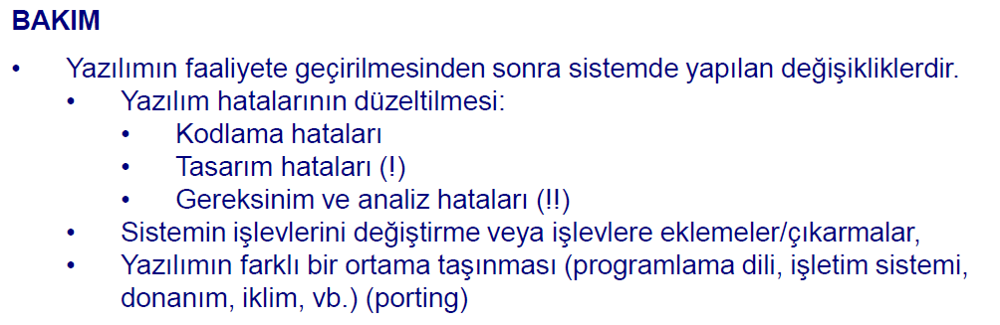 BAKIM
• Yazılımın faaliyete geçirilmesinden sonra sistemde yapılan değişikliklerdir.
• Yazılım hatalarının düzeltilmesi:
• Kodlama hataları
• Tasarım hataları (!)
• Gereksinim ve analiz hataları (!!)
• Sistemin işlevlerini değiştirme veya işlevlere eklemeler/çıkarmalar,
• Yazılımın farklı bir ortama taşınması (programlama dili, işletim sistemi,
donanım, iklim, vb.) (porting)